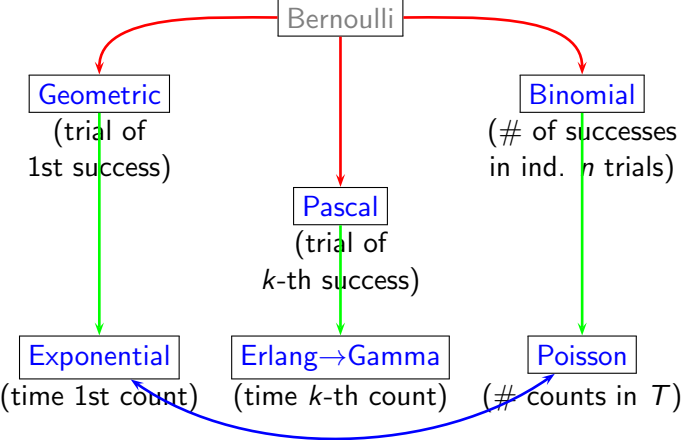 Bernoulli
Geometric
(trial of
1st success)
Binomial
(# of successes
in ind. n trials)
Pascal
(trial of
k-th success)
Exponential
(time 1st count)
Erlang→Gamma
(time k-th count)
Poisson
(# counts in T)